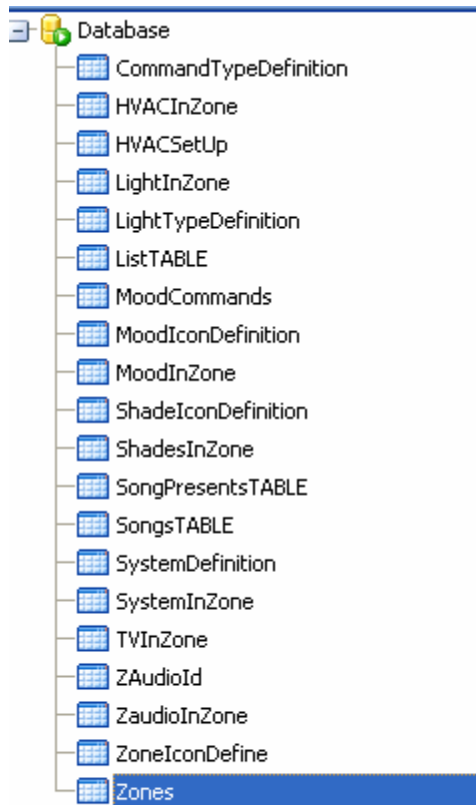 Database
CommandTypeDefinition
HVACInZone
HVACSetUp
LightInZone
LightTypeDefinition
ListTABLE
MoodCommands
MoodIconDefinition
MoodInZone
ShadeIconDefinition
ShadesInZone
SongPresentsTABLE
SongsTABLE
SystemDefinition
SystemInZone
TVInZone
ZAudioId
ZaudioInZone
ZoneIconDefine
Zones